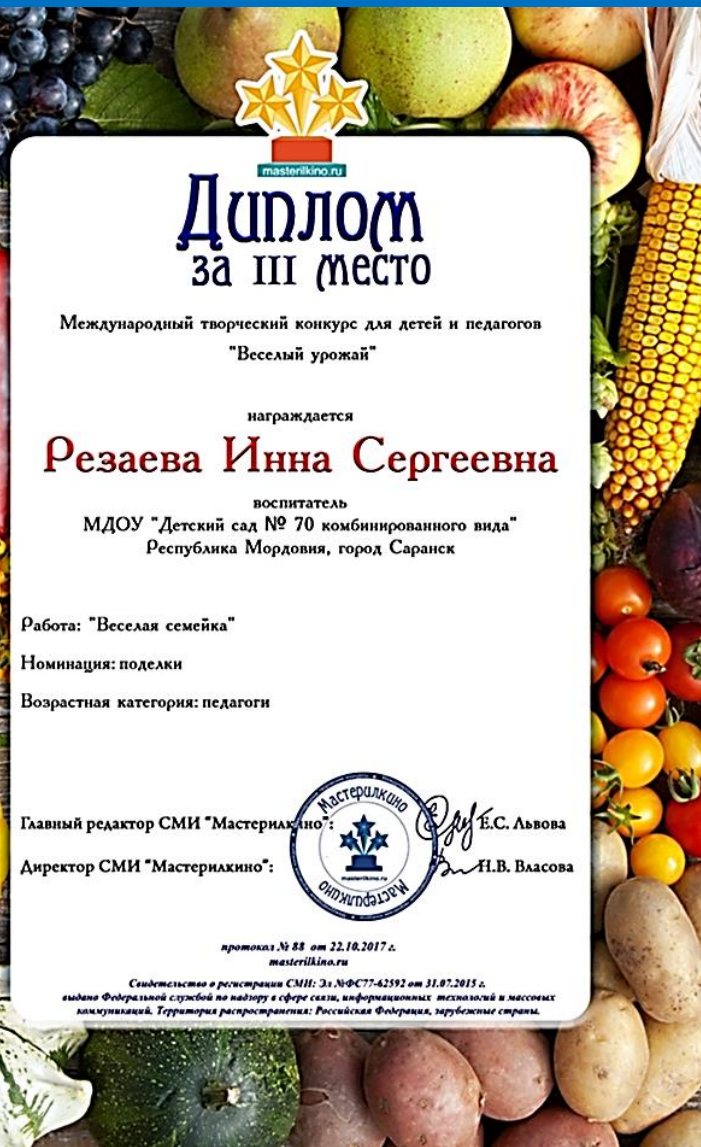 masterilkino.ru
Диплом
за III место
Международный творческий конкурс для детей и педагогов
"Веселый урожай"
награждается
Резаева Инна Сергеевна
воспитатель
МДОУ "Детский сад № 70 комбинированного вида"
Республика Мордовия, город Саранск
Работа: "Веселая семейка"
Номинация: поделки
Возрастная категория: педагоги
Главный редактор СМИ "Мастерилкино": Е.С. Львова
Директор СМИ "Мастерилкино": Н.В. Власова
Мастерилкино
masterilkino.ru
Мастерилкино
протокол № 88 от 22.10.2017 г.
masterilkino.ru
Свидетельство о регистрации СМИ: Эл №ФС77-62592 от 31.07.2015 г.
выдано Федеральной службой по надзору в сфере связи, информационных технологий и массовых
коммуникаций. Территория распространения: Российская Федерация, зарубежные страны.